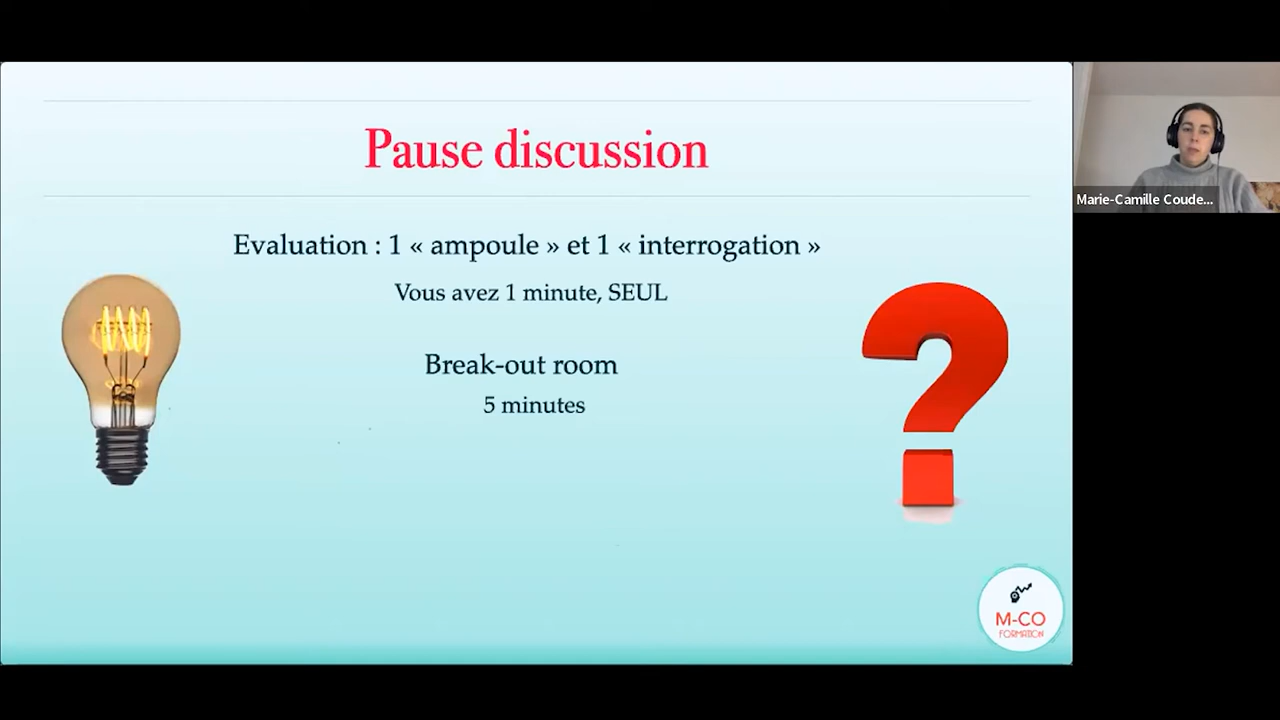 Pause discussion
Evaluation : 1 « ampoule » et 1 « interrogation »
Vous avez 1 minute, SEUL
Break-out room
5 minutes
Marie-Camille Coude...
M-CO
FORMATION